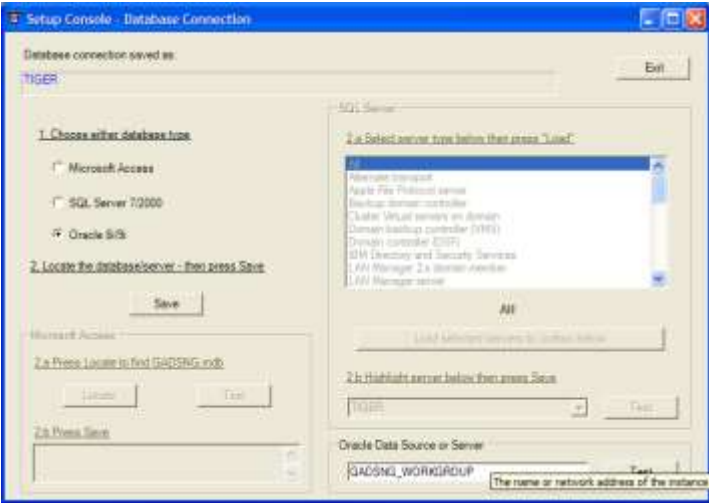 Setup Console - Database Connection
Database connection saved as:
TIGER
Exit
1. Choose either database type
Microsoft Access
SQL Server 7/2000
Oracle 8i/9i
2. Locate the database/server - then press Save
Save
Microsoft Access
2.a Press Locate to find GADSNG.mdb
Locate
Test
2.b Press Save
SQL Server
2.a Select server type below then press "Load"
All
Alternate transport
Apple File Protocol server
Backup domain controller
Cluster Virtual servers on domain
Domain backup controller (VMS)
Domain controller (DSF)
IBM Directory and Security Services
LAN Manager 2.x domain member
LAN Manager server
All
Load selected servers to combo below
2.b Highlight server below then press Save
TIGER
Test
Oracle Data Source or Server
GADSNG_WORKGROUP
Test
The name or network address of the instance